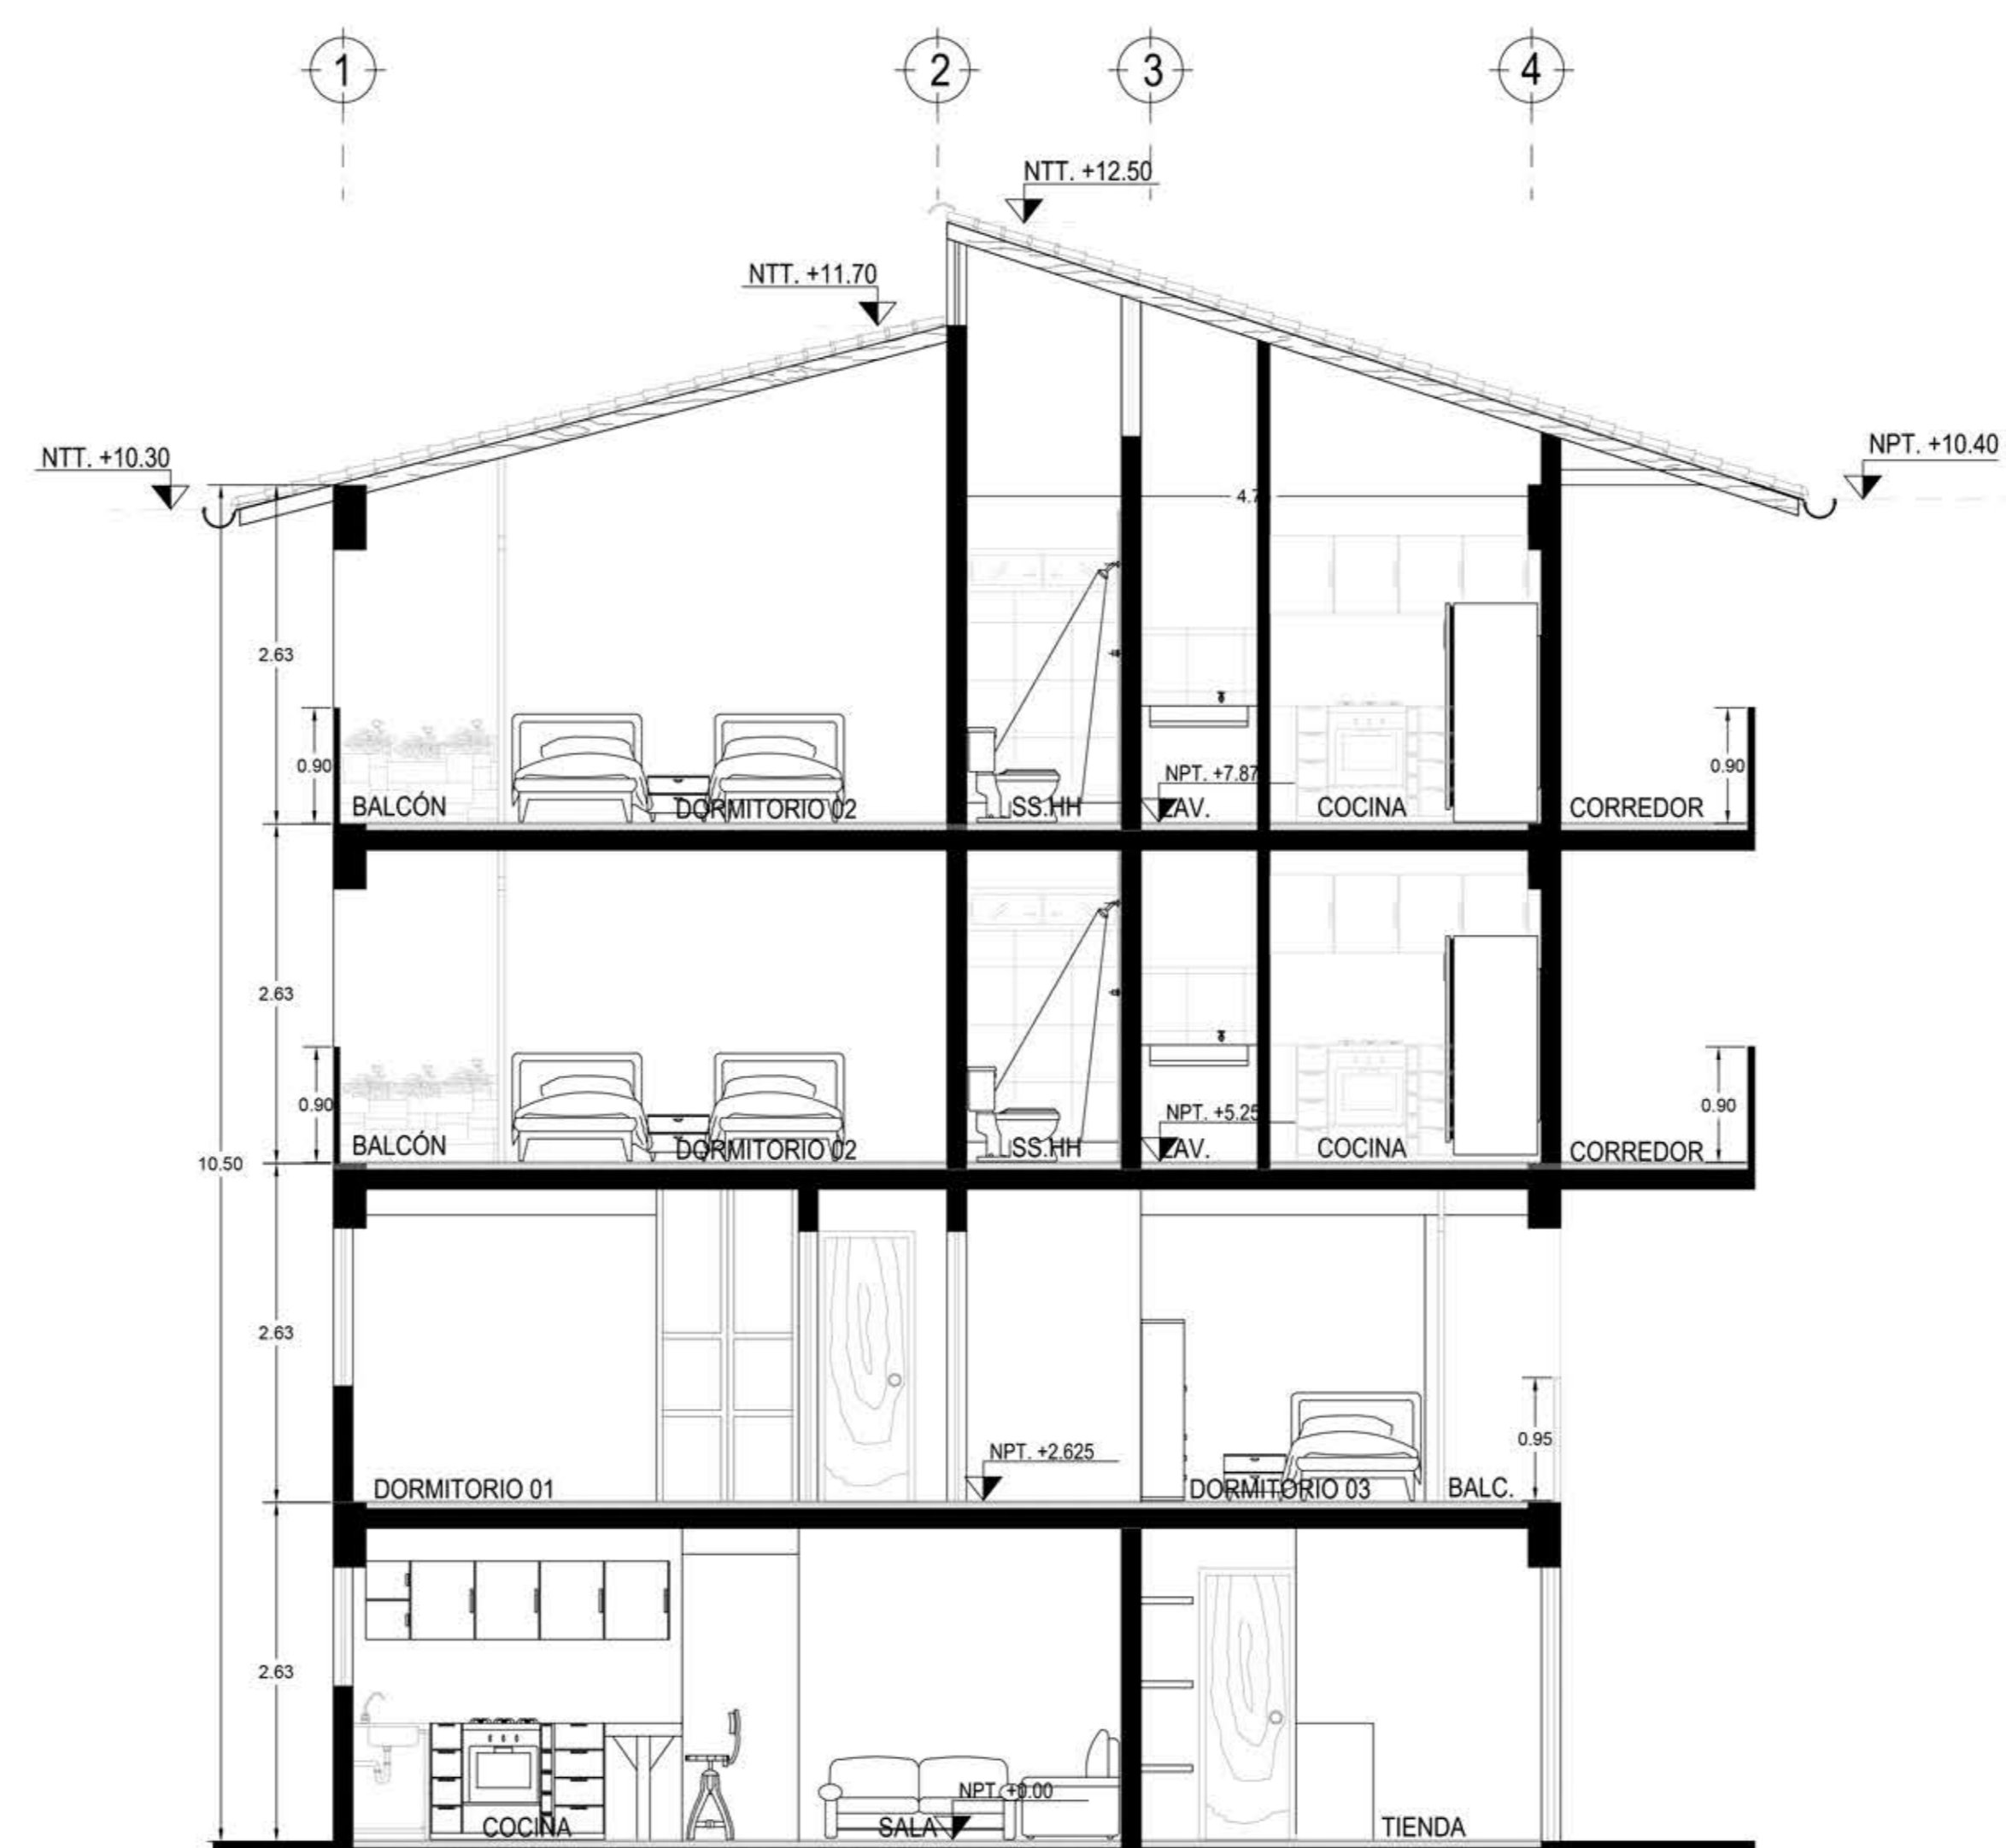 1
2
3
4
NTT. +12.50
NTT. +11.70
NTT. +10.30
NPT. +10.40
2.63
0.90
0.90
NPT. +7.87
BALCÓN
DORMITORIO 02
SS.HH
LAV.
COCINA
CORREDOR
2.63
0.90
0.90
NPT. +5.25
BALCÓN
DORMITORIO 02
SS.HH
LAV.
COCINA
CORREDOR
10.50
2.63
0.95
NPT. +2.625
DORMITORIO 01
DORMITORIO 03
BALC.
2.63
NPT. +0.00
COCINA
SALA
TIENDA